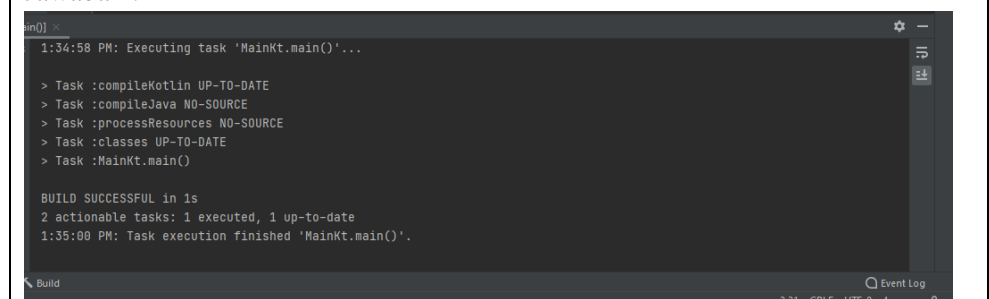 ain()] ×
1:34:58 PM: Executing task 'MainKt.main()'...
> Task :compileKotlin UP-TO-DATE
> Task :compileJava NO-SOURCE
> Task :processResources NO-SOURCE
> Task :classes UP-TO-DATE
> Task :MainKt.main()
BUILD SUCCESSFUL in 1s
2 actionable tasks: 1 executed, 1 up-to-date
1:35:00 PM: Task execution finished 'MainKt.main()'.
Build
Event Log